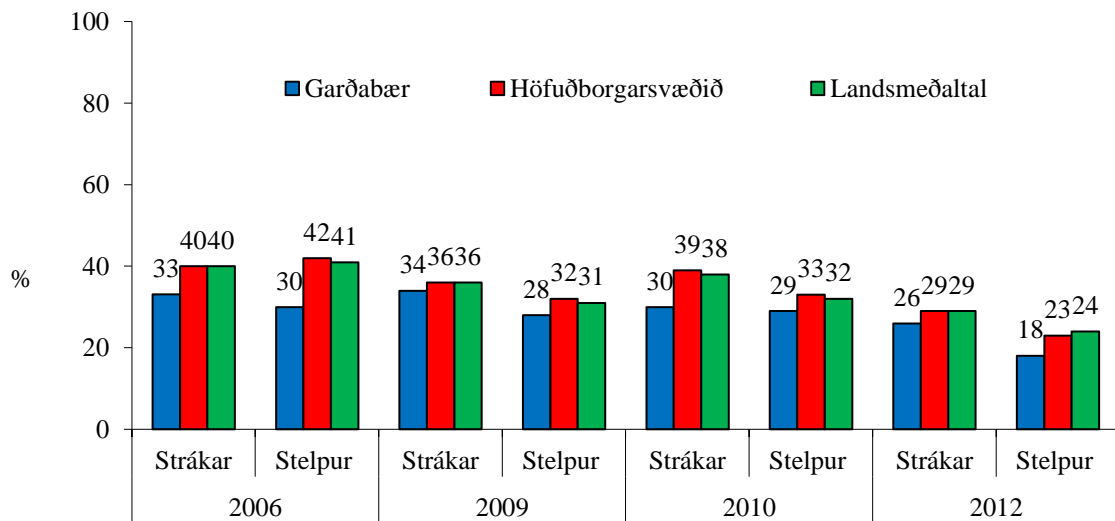 100
80
60
40
20
0
%
Garðabær Höfuðborgarsvæðið Landsmeðaltal
33 40 40 30 42 41 34 36 36 28 32 31 30 39 38 29 33 32 26 29 29 18 23 24
Strákar Stelpur Strákar Stelpur Strákar Stelpur Strákar Stelpur
2006 2009 2010 2012